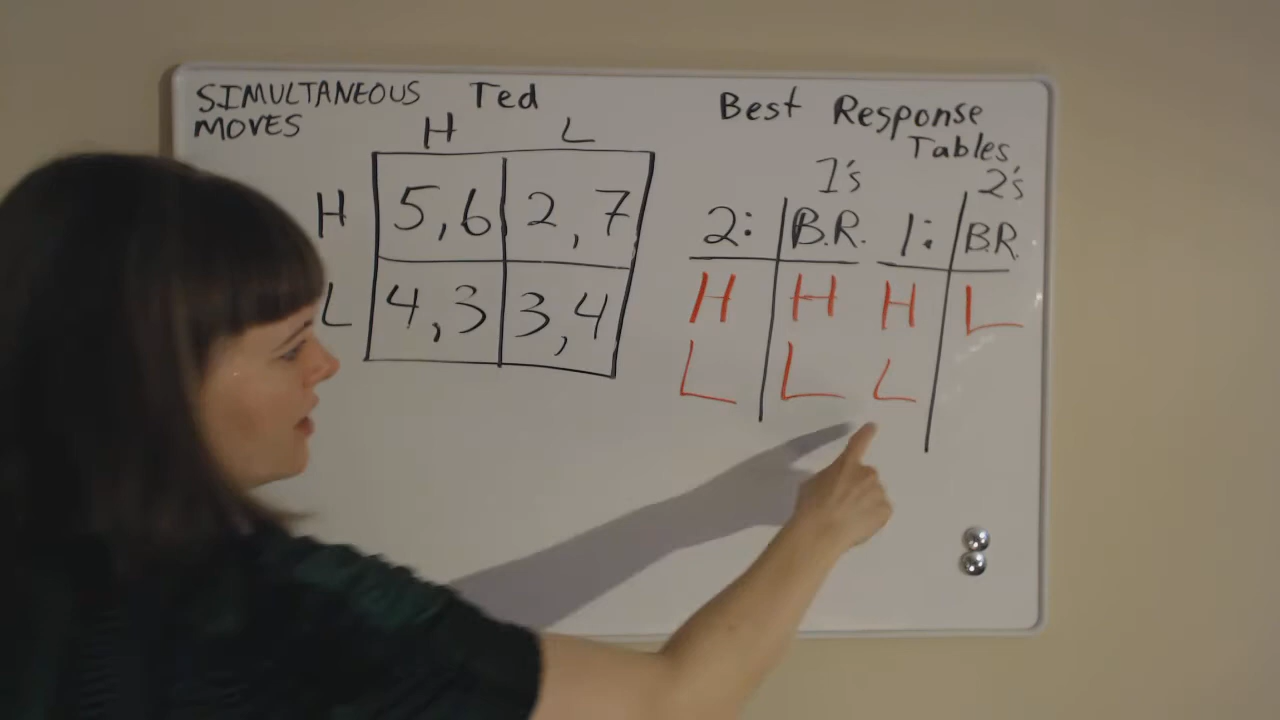 SIMULTANEOUS Ted
MOVES H L
H 5,6 2,7
L 4,3 3,4
Best Response
Tables
1's 2's
2: B.R. 1: B.R.
H H H L
L L L